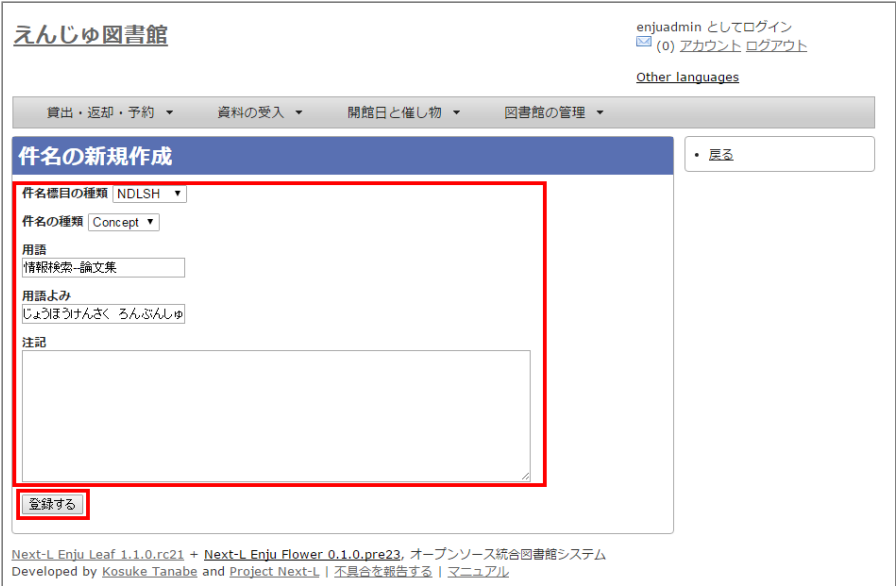 えんじゅ図書館
enjuadmin としてログイン
(0) アカウント ログアウト
Other languages
貸出・返却・予約 ▼ 資料の受入 ▼ 開館日と催し物 ▼ 図書館の管理 ▼
件名の新規作成
• 戻る
件名標目の種類 NDLSH ▼
件名の種類 Concept ▼
用語
情報検索--論文集
用語よみ
じょうほうけんさく ろんぶんしゅ
注記
登録する
Next-L Enju Leaf 1.1.0.rc21 + Next-L Enju Flower 0.1.0.pre23, オープンソース統合図書館システム
Developed by Kosuke Tanabe and Project Next-L | 不具合を報告する | マニュアル